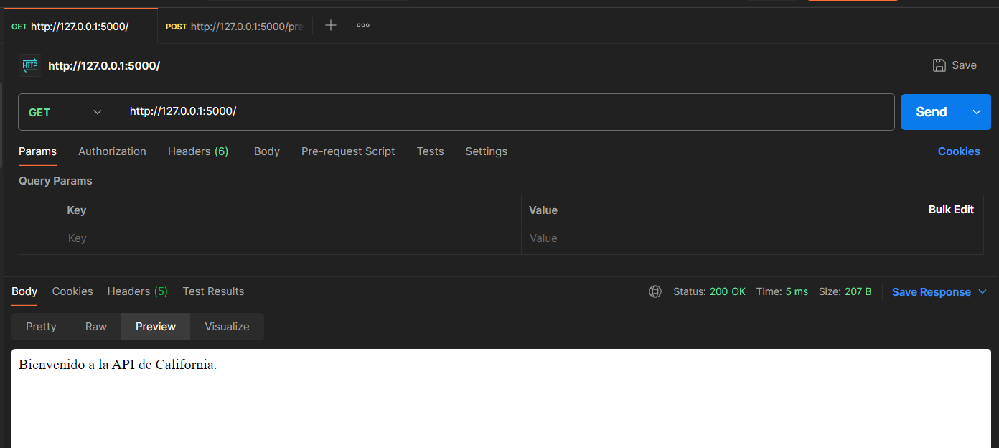 GET http://127.0.0.1:5000/ POST http://127.0.0.1:5000/pre
HTTP http://127.0.0.1:5000/ Save
GET http://127.0.0.1:5000/ Send
Params Authorization Headers (6) Body Pre-request Script Tests Settings Cookies
Query Params
Key Value Bulk Edit
Key Value
Body Cookies Headers (5) Test Results Status: 200 OK Time: 5 ms Size: 207 B Save Response
Pretty Raw Preview Visualize
Bienvenido a la API de California.